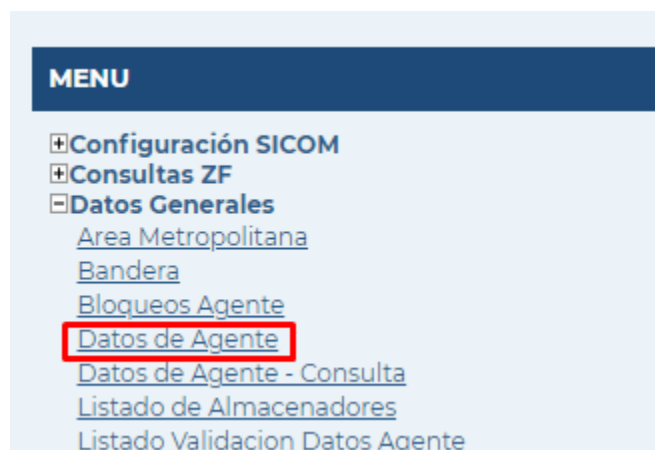 MENU
Configuración SICOM
Consultas ZF
Datos Generales
Area Metropolitana
Bandera
Bloqueos Agente
Datos de Agente
Datos de Agente - Consulta
Listado de Almacenadores
Listado Validacion Datos Agente